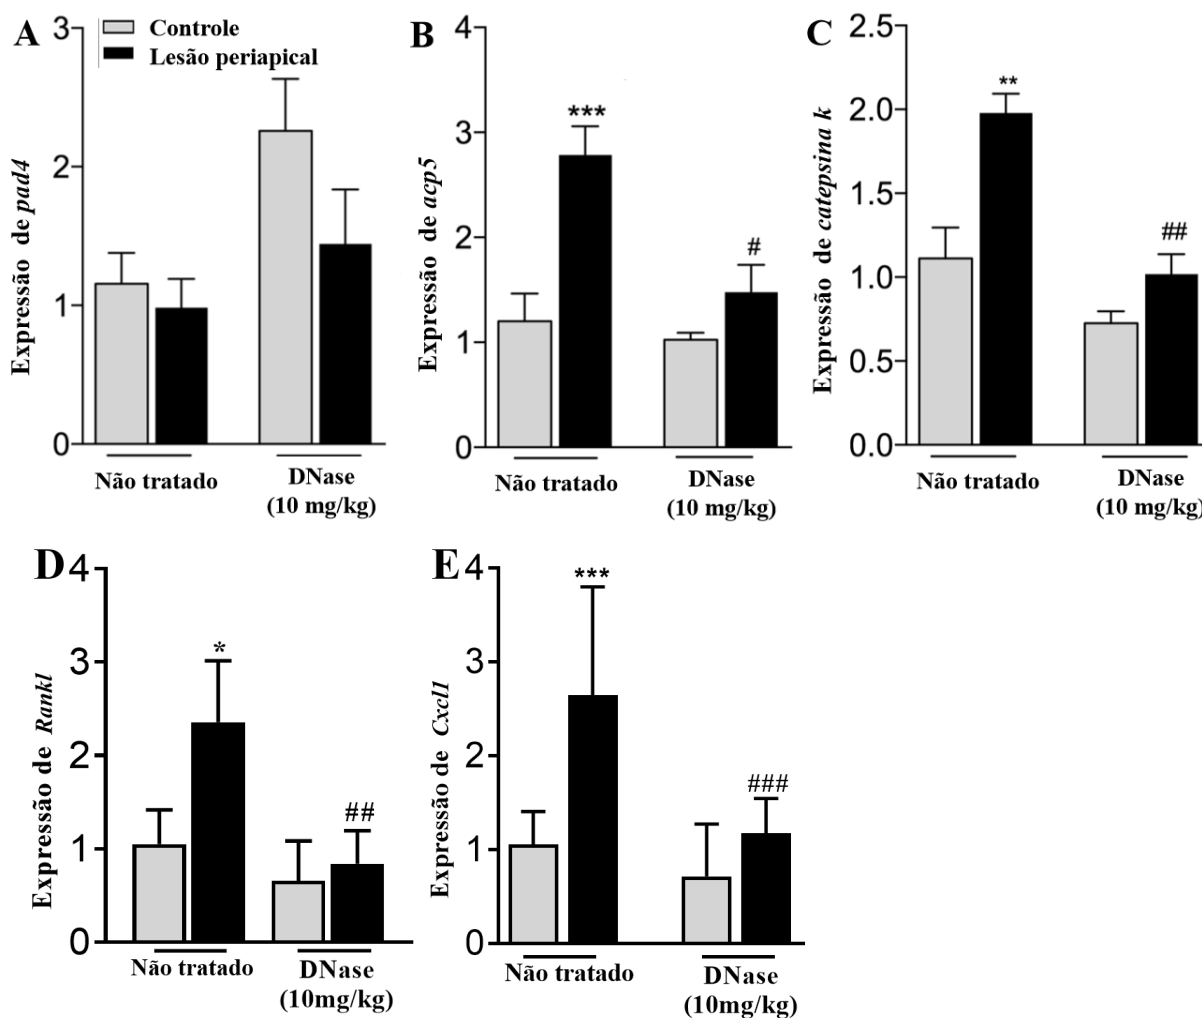 A
Controle
Lesão periapical
Expressão de pad4
3
2
1
0
Não tratado
DNase
(10 mg/kg)
B
Expressão de acp5
4
3
2
1
0
***
#
Não tratado
DNase
(10 mg/kg)
C
Expressão de catepsina k
2.5
2.0
1.5
1.0
0.5
0.0
**
##
Não tratado
DNase
(10 mg/kg)
D
Expressão de Rankl
4
3
2
1
0
*
##
Não tratado
DNase
(10mg/kg)
E
Expressão de Cxcl1
4
3
2
1
0
***
###
Não tratado
DNase
(10mg/kg)